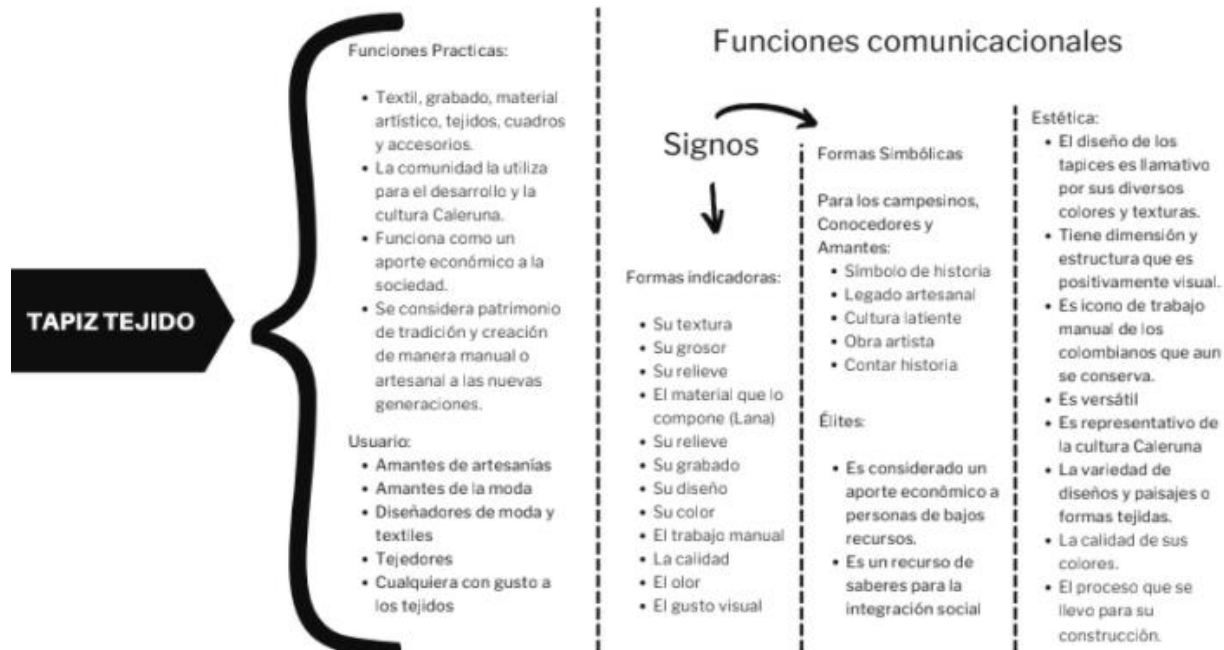 TAPIZ TEJIDO
Funciones Practicas:
• Textil, grabado, material
artístico, tejidos, cuadros
y accesorios.
• La comunidad la utiliza
para el desarrollo y la
cultura Caleruna.
• Funciona como un
aporte económico a la
sociedad.
• Se considera patrimonio
de tradición y creación
de manera manual o
artesanal a las nuevas
generaciones.
Usuario:
• Amantes de artesanías
• Amantes de la moda
• Diseñadores de moda y
textiles
• Tejedores
• Cualquiera con gusto a
los tejidos
Funciones comunicacionales
Signos
Formas indicadoras:
• Su textura
• Su grosor
• Su relieve
• El material que lo
compone (Lana)
• Su relieve
• Su grabado
• Su diseño
• Su color
• El trabajo manual
• La calidad
• El olor
• El gusto visual
Formas Simbólicas
Para los campesinos,
Conocedores y
Amantes:
• Símbolo de historia
• Legado artesanal
• Cultura latiente
• Obra artista
• Contar historia
Élites:
• Es considerado un
aporte económico a
personas de bajos
recursos.
• Es un recurso de
saberes para la
integración social
Estética:
• El diseño de los
tapices es llamativo
por sus diversos
colores y texturas.
• Tiene dimensión y
estructura que es
positivamente visual.
• Es icono de trabajo
manual de los
colombianos que aun
se conserva.
• Es versátil
• Es representativo de
la cultura Caleruna
• La variedad de
diseños y paisajes o
formas tejidas.
• La calidad de sus
colores.
• El proceso que se
llevo para su
construcción.